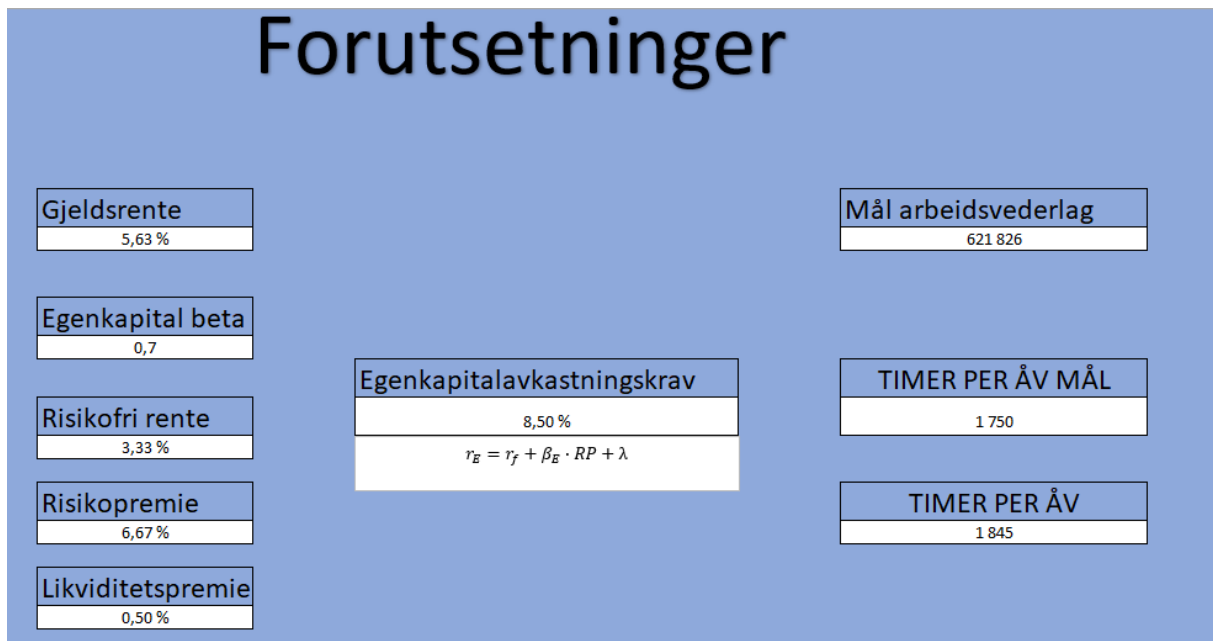 Forutsetninger
Gjeldsrente
5,63 %
Egenkapital beta
0,7
Risikofri rente
3,33 %
Risikopremie
6,67 %
Likviditetspremie
0,50 %
Egenkapitalavkastningskrav
8,50 %
r_E = r_f + β_E · RP + λ
Mål arbeidsvederlag
621 826
TIMER PER ÅV MÅL
1 750
TIMER PER ÅV
1 845